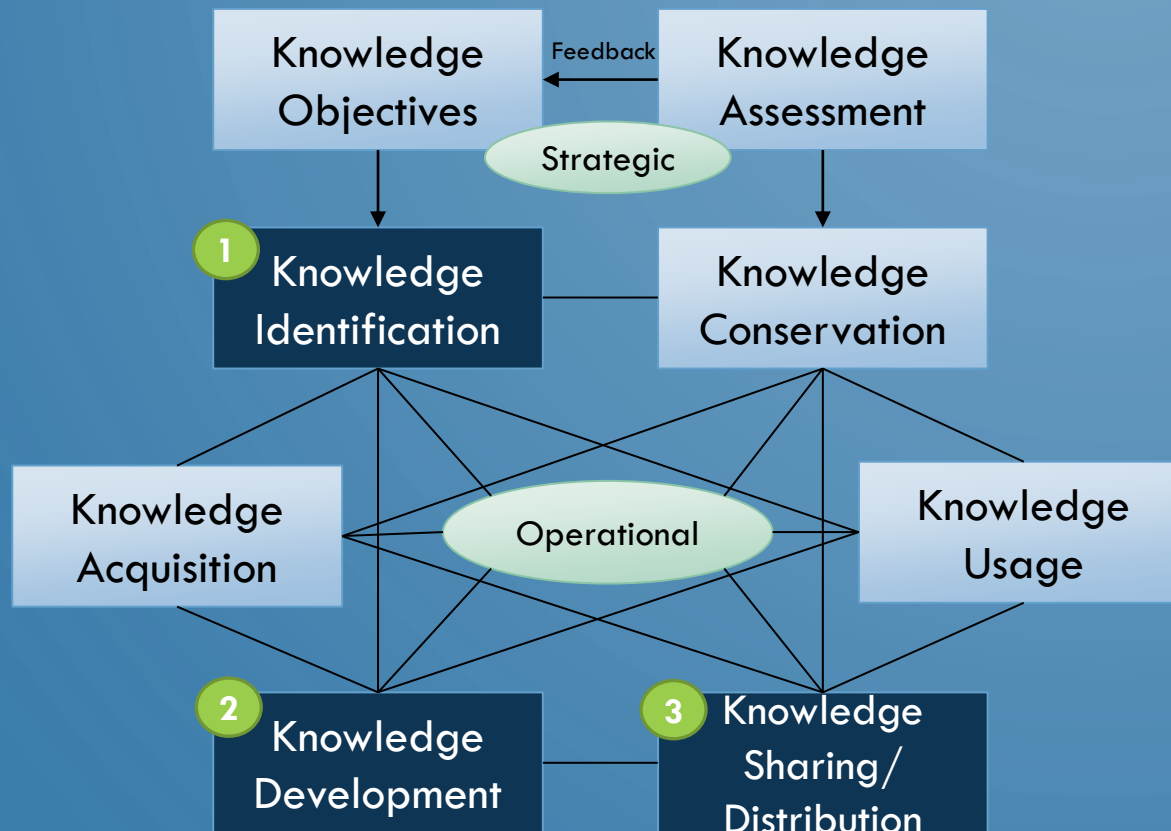 Knowledge
Objectives
Feedback
Knowledge
Assessment
Strategic
1
Knowledge
Identification
Knowledge
Conservation
Knowledge
Acquisition
Operational
Knowledge
Usage
2
Knowledge
Development
3
Knowledge
Sharing/
Distribution